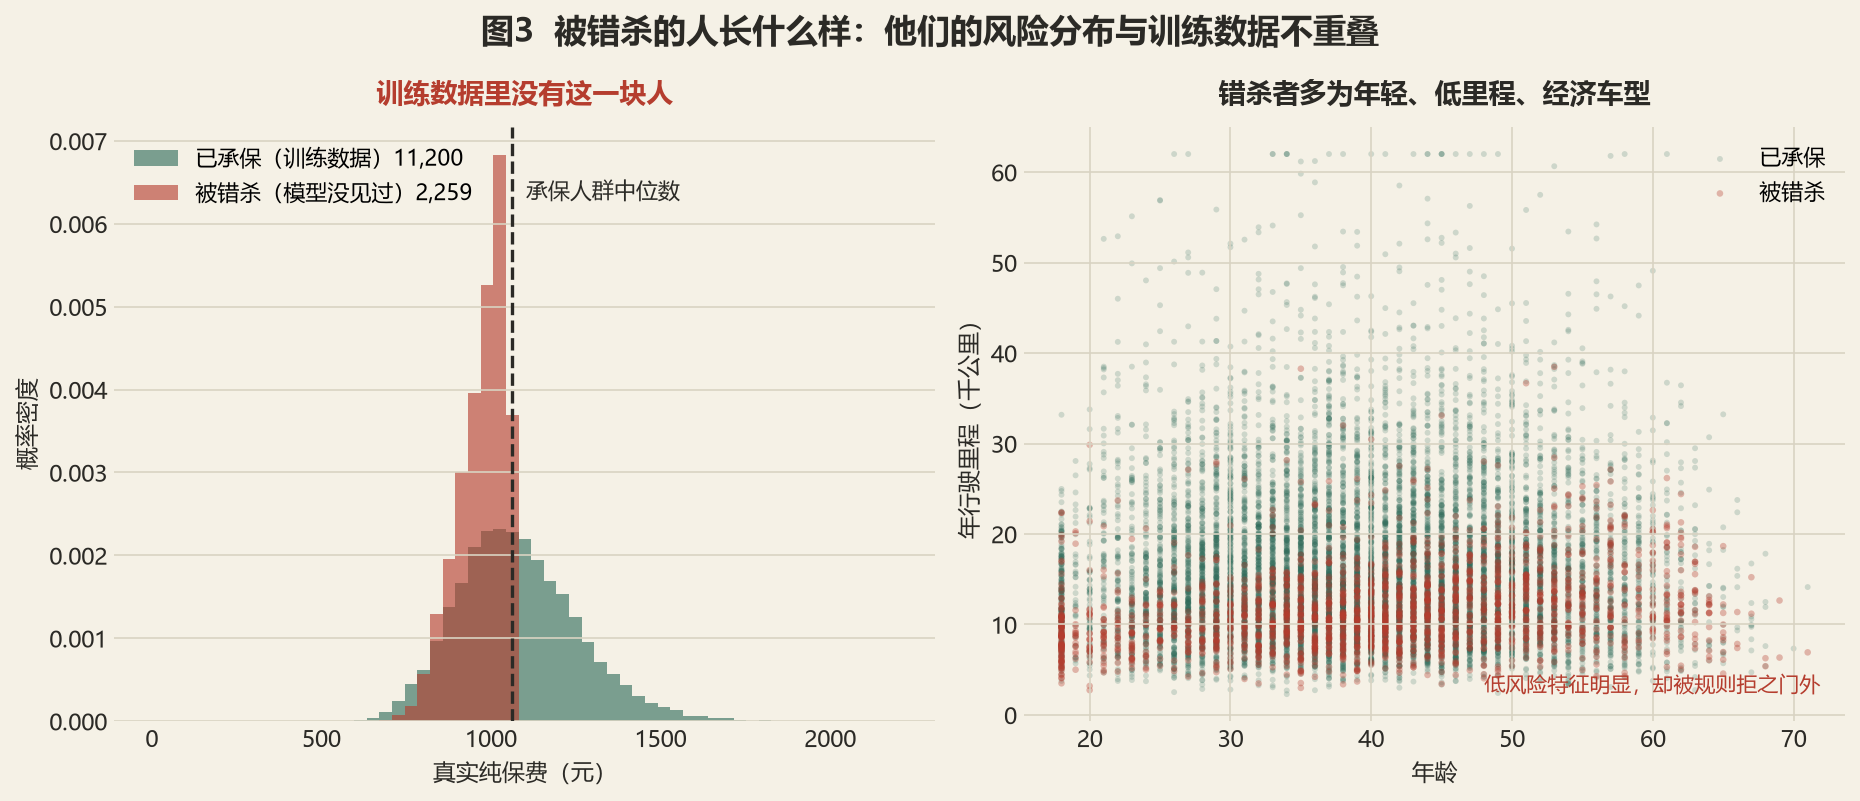 图3 被错杀的人长什么样：他们的风险分布与训练数据不重叠
训练数据里没有这一块人
已承保（训练数据）11,200
被错杀（模型没见过）2,259
承保人群中位数
概率密度
0.007
0.006
0.005
0.004
0.003
0.002
0.001
0.000
0
500
1000
1500
2000
真实纯保费（元）
错杀者多为年轻、低里程、经济车型
已承保
被错杀
年行驶里程（千公里）
60
50
40
30
20
10
0
低风险特征明显，却被规则拒之门外
20
30
40
50
60
70
年龄